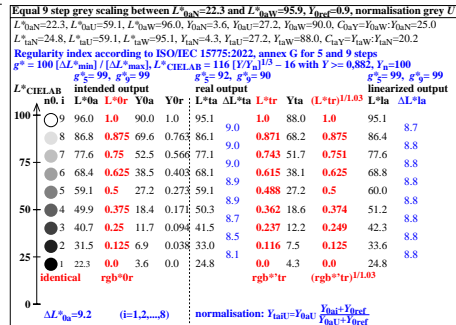 Equal 9 step grey scaling between L*0aN=22.3 and L*0aW=95.9, Y0ref=0.9, normalisation grey U
L*0aN=22.3, L*0aU=59.1, L*0aW=96.0, Y0aN=3.6, Y0aU=27.2, Y0aW=90.0, C0aY=Y0aW:Y0aN=25.0
L*taN=24.8, L*taU=59.1, L*taW=95.1, YtaN=4.3, YtaU=27.2, YtaW=88.0, CtaY=YtaW:YtaN=20.2
Regularity index according to ISO/IEC 15775:2022, annex G for 5 and 9 steps
g* = 100 [ΔL*min] / [ΔL*max], L*CIELAB = 116 [Y/Yn]1/3 − 16 with Y >= 0,882, Yn=100
g*5=99, g*9=99 g*5=92, g*9=90 g*5=99, g*9=99
L*CIELAB intended output real output linearized output
n0. i L*0a L*0r Y0a Y0r L*ta ΔL*ta L*tr Yta (L*tr)1/1.03 L*la ΔL*la
9 96.0 1.0 90.0 1.0 95.1 1.0 88.0 1.0 95.1
100 9.0 8.7
8 86.8 0.875 69.6 0.763 86.1 0.871 68.2 0.875 86.4
9.0 8.8
75 7 77.6 0.75 52.5 0.566 77.1 0.743 51.7 0.751 77.6
9.0 8.8
6 68.4 0.625 38.5 0.403 68.1 0.615 38.1 0.625 68.8
8.9 8.8
5 59.1 0.5 27.2 0.273 59.1 0.488 27.2 0.5 60.0
50 8.9 8.8
4 49.9 0.375 18.4 0.171 50.3 0.362 18.6 0.374 51.2
8.7 8.8
3 40.7 0.25 11.7 0.094 41.5 0.237 12.2 0.249 42.3
25 8.5 8.8
2 31.5 0.125 6.9 0.038 33.0 0.116 7.5 0.125 33.6
8.1 8.8
1 22.3 0.0 3.6 0.0 24.8 0.0 4.3 0.0 24.8
identical rgb*0r rgb*'tr (rgb*'tr)1/1.03
0
ΔL*0a=9.2 (i=1,2,...,8) normalisation: YtaiU=Y0aU Y0ai+Y0ref
Y0aU+Y0ref